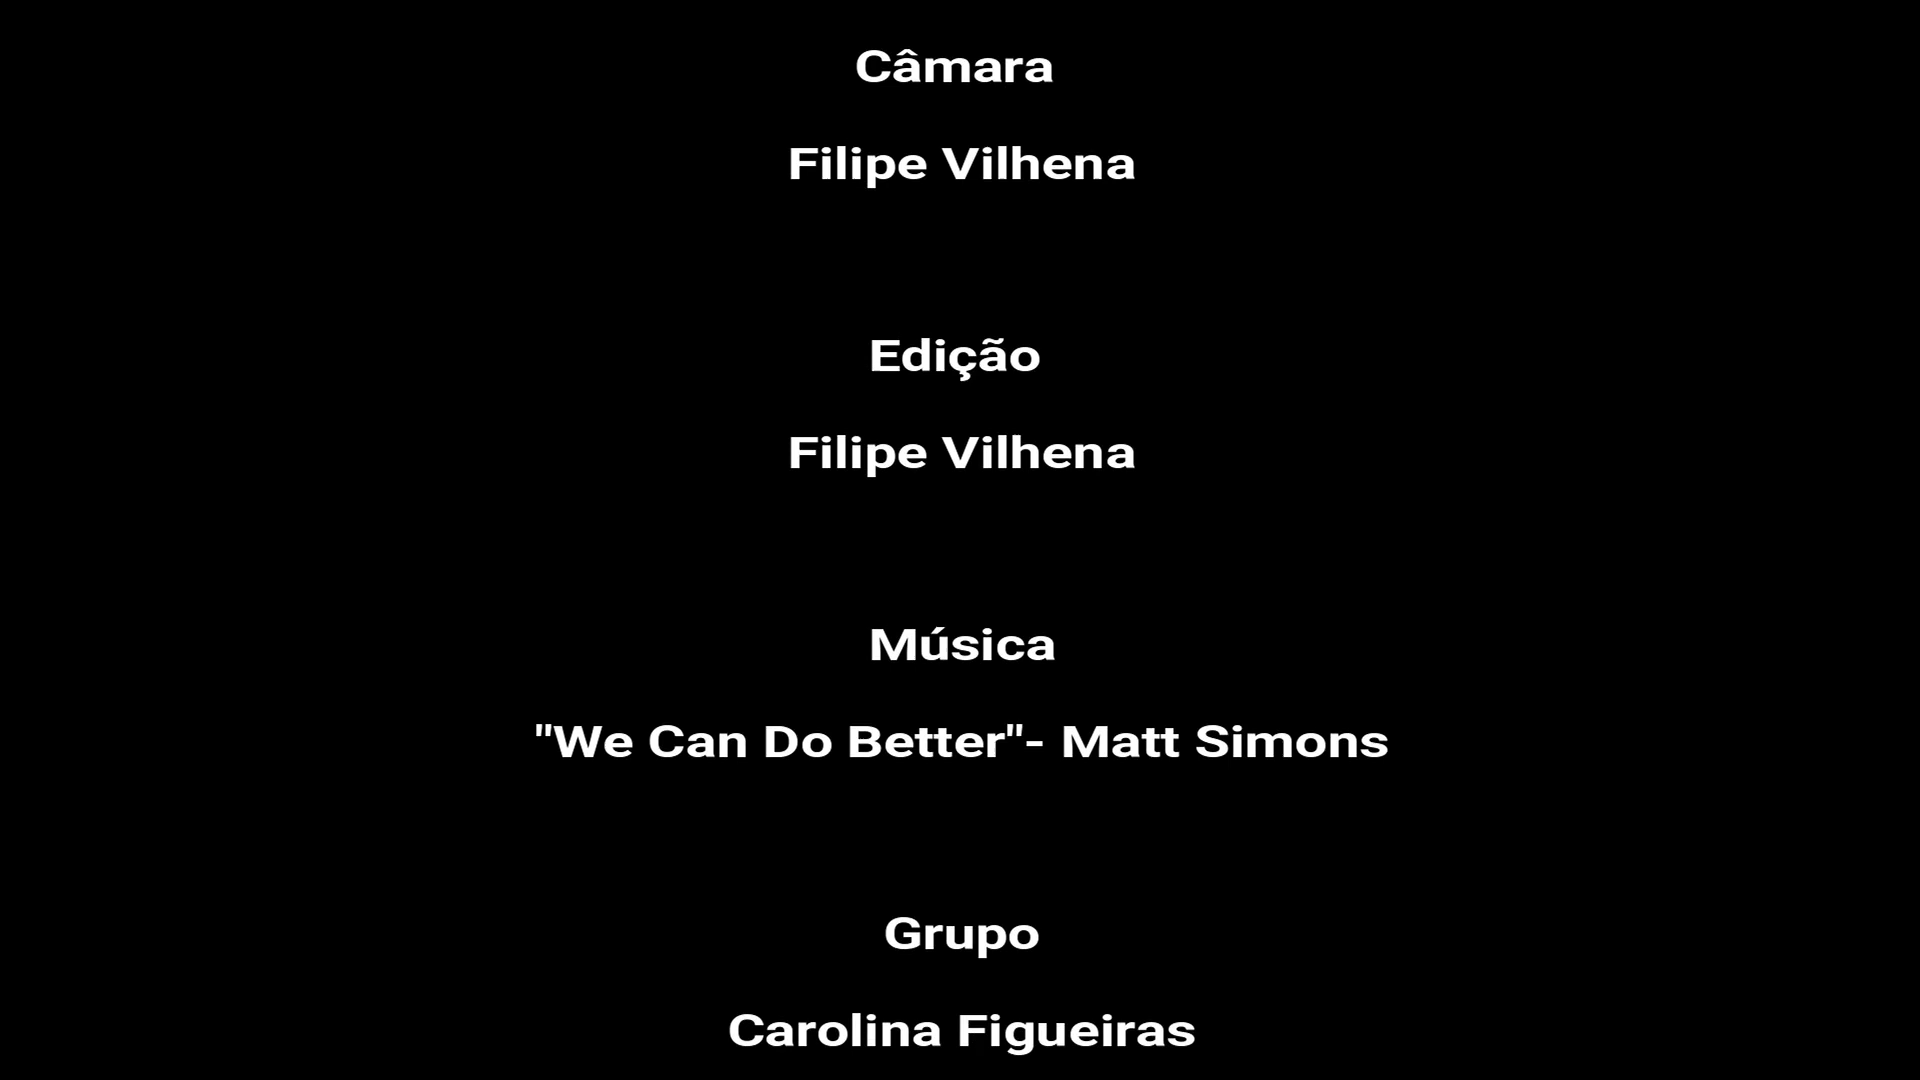 Câmara
Filipe Vilhena
Edição
Filipe Vilhena
Música
"We Can Do Better"- Matt Simons
Grupo
Carolina Figueiras